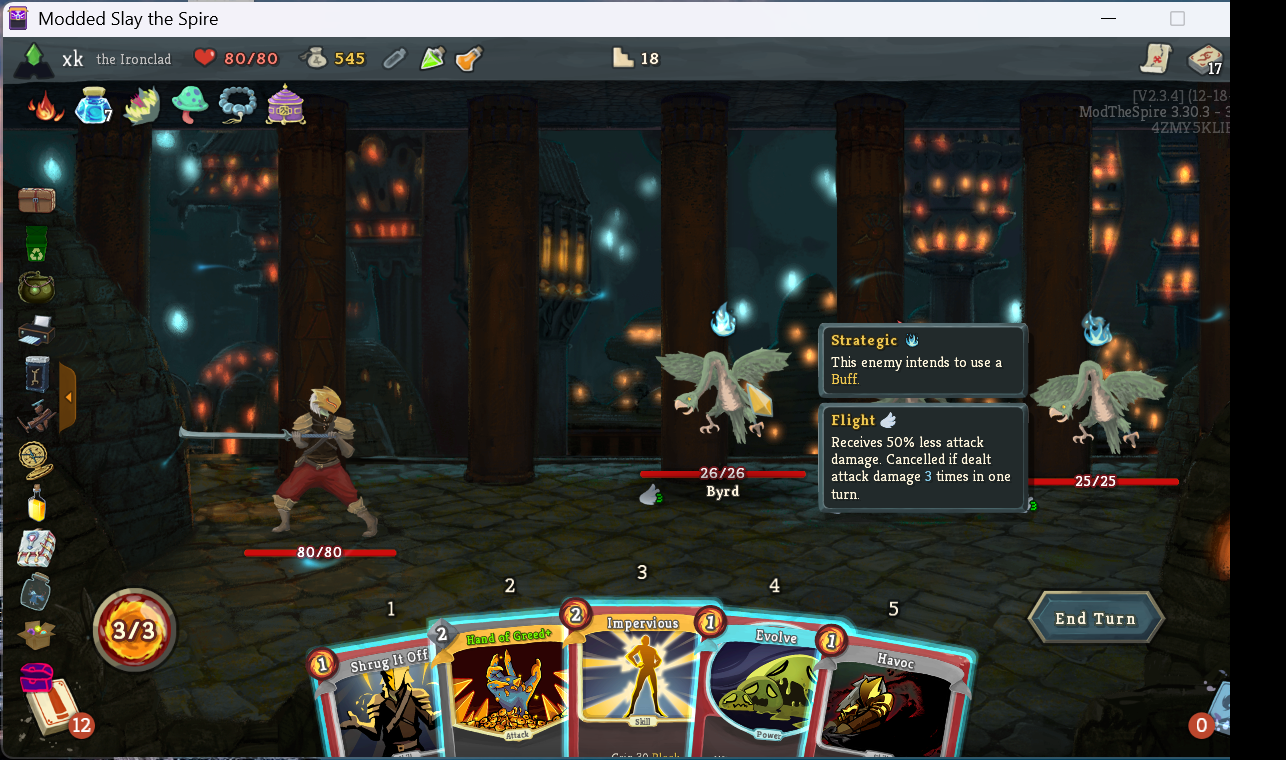 Modded Slay the Spire
xk the Ironclad 80/80 545 18
17
7
[V2.3.4] (12-18-
ModTheSpire 3.30.3 - 3
4ZMY5KLIE
Strategic
This enemy intends to use a
Buff.
Flight
Receives 50% less attack
damage. Cancelled if dealt
attack damage 3 times in one
turn.
26/26
Byrd
3
25/25
3
80/80
1 2 3 4 5
3/3
1 Shrug It Off
2 Hand of Greed+
Attack
2 Impervious
Skill
1 Evolve
Power
1 Havoc
End Turn
12
0